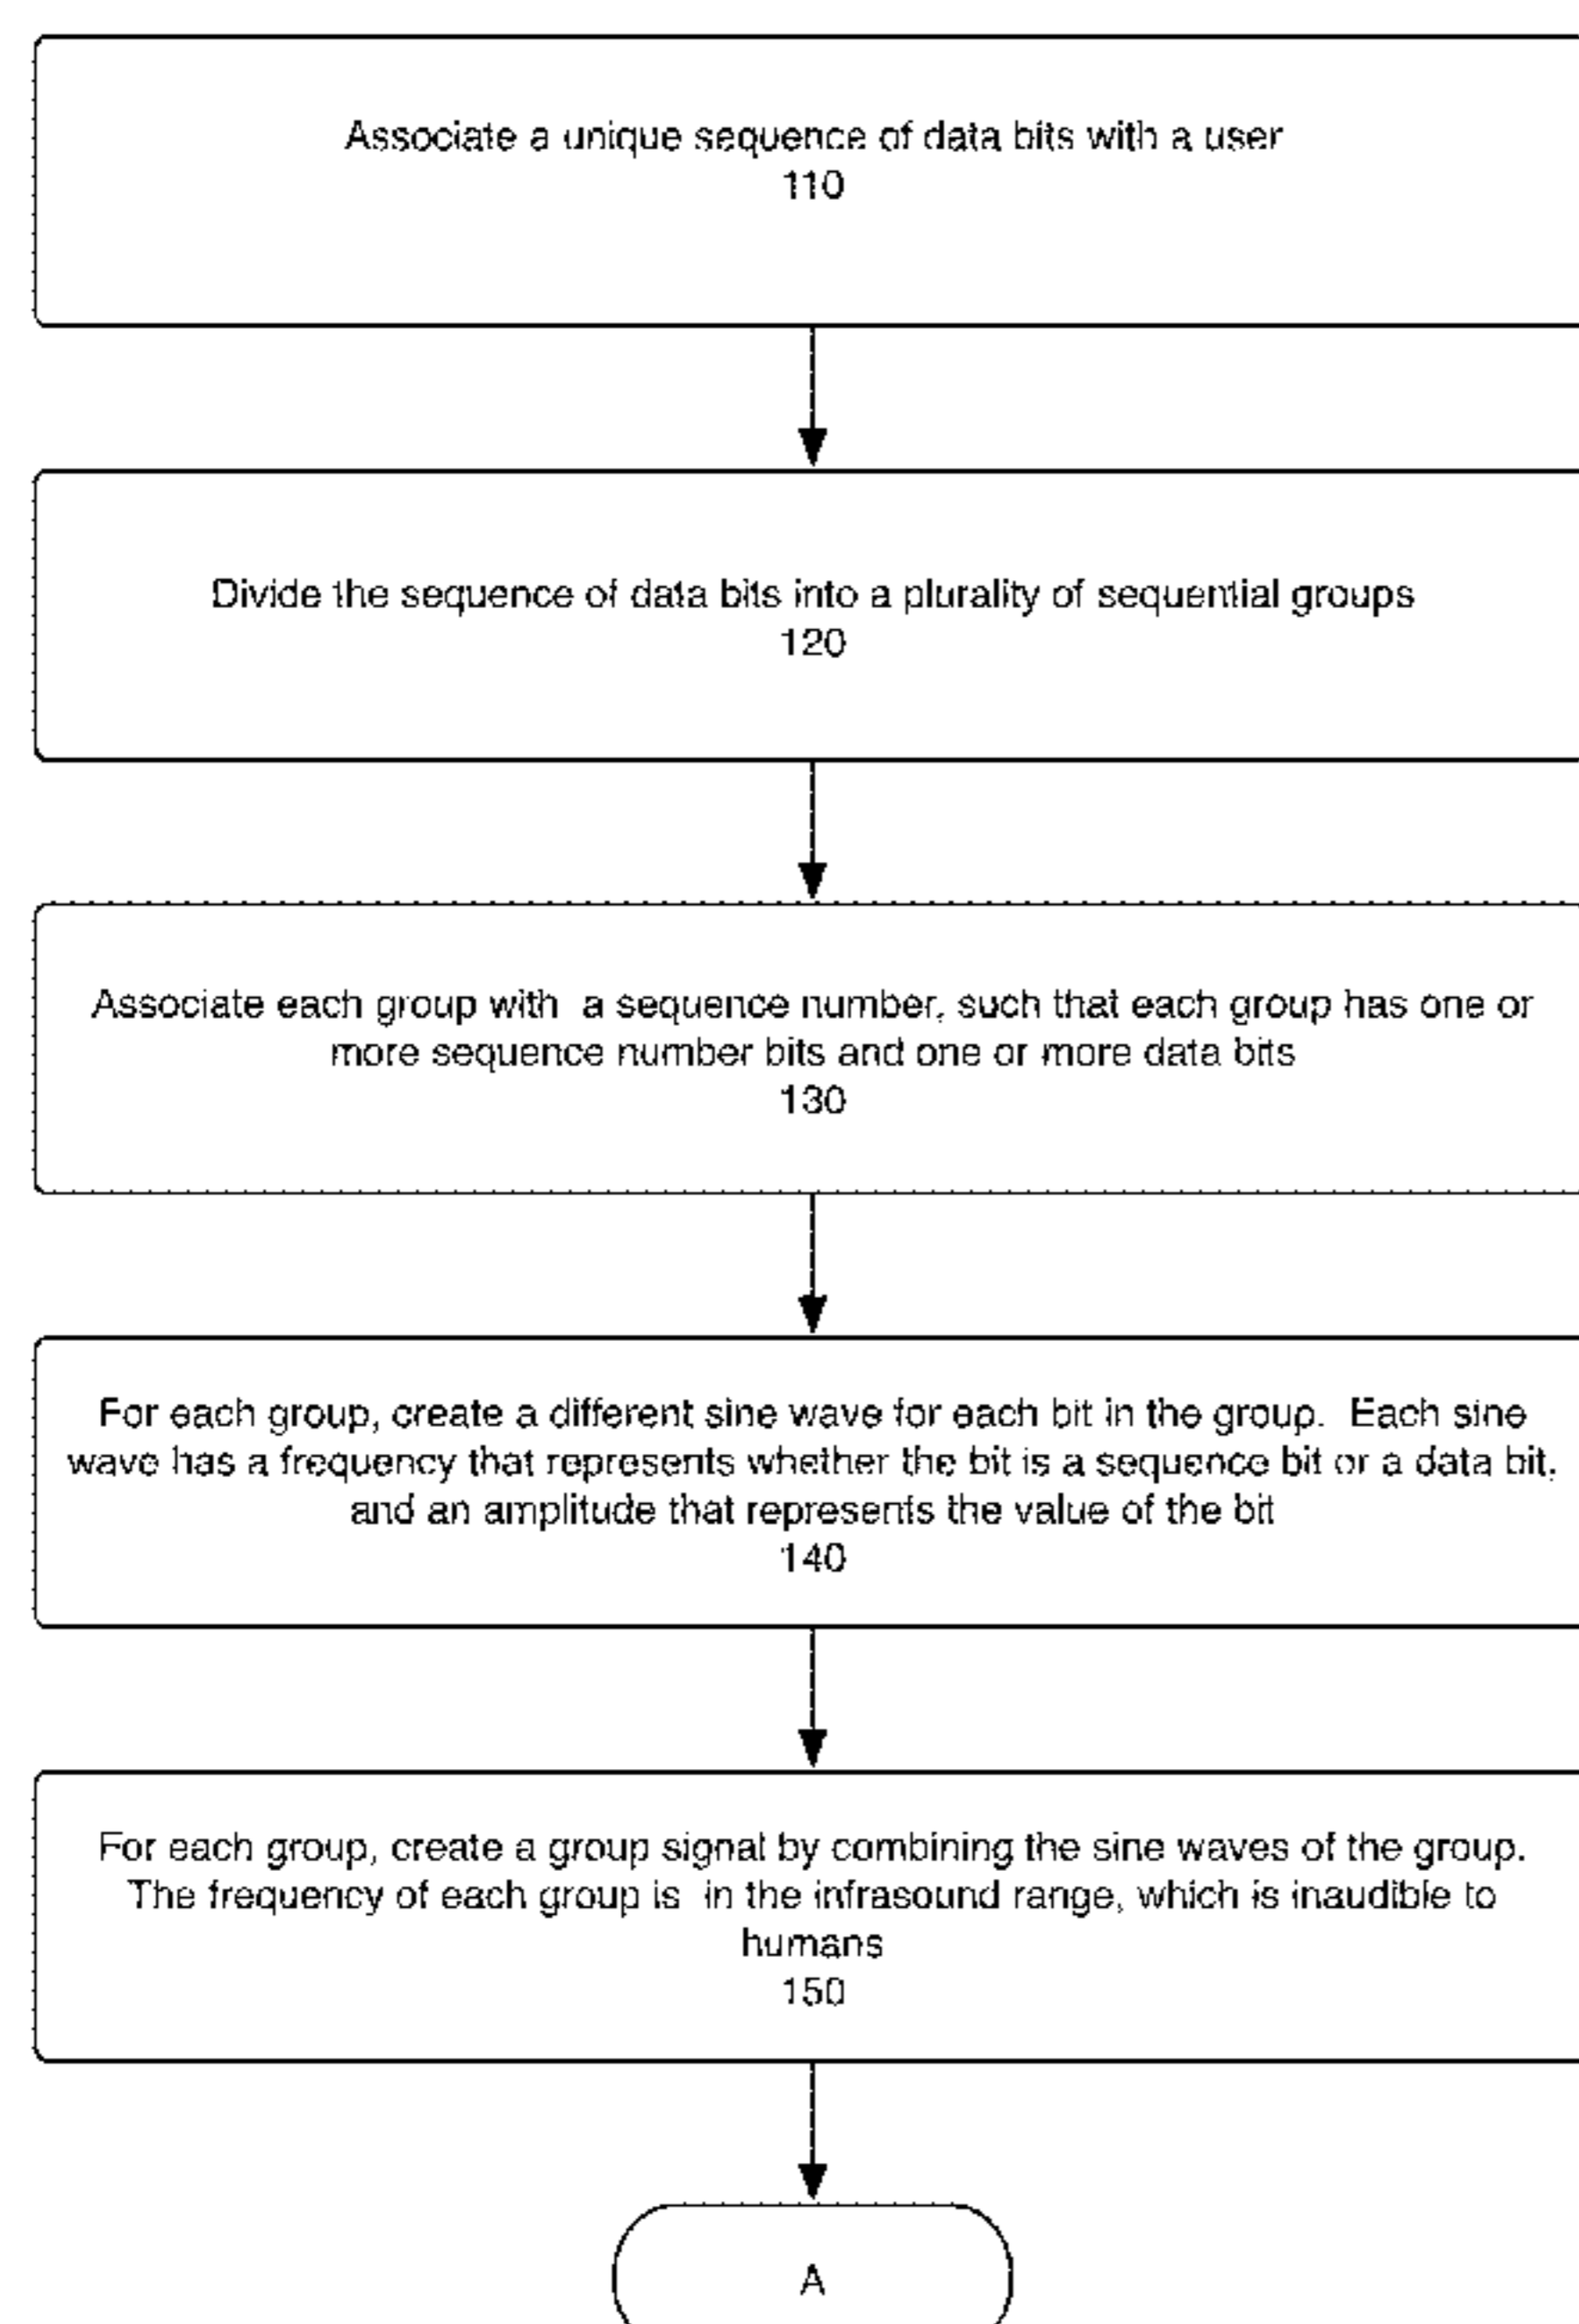 Associate a unique sequence of data bits with a user
110
Divide the sequence of data bits into a plurality of sequential groups
120
Associate each group with a sequence number, such that each group has one or
more sequence number bits and one or more data bits
130
For each group, create a different sine wave for each bit in the group. Each sine
wave has a frequency that represents whether the bit is a sequence bit or a data bit,
and an amplitude that represents the value of the bit
140
For each group, create a group signal by combining the sine waves of the group.
The frequency of each group is in the infrasound range, which is inaudible to
humans
150
A